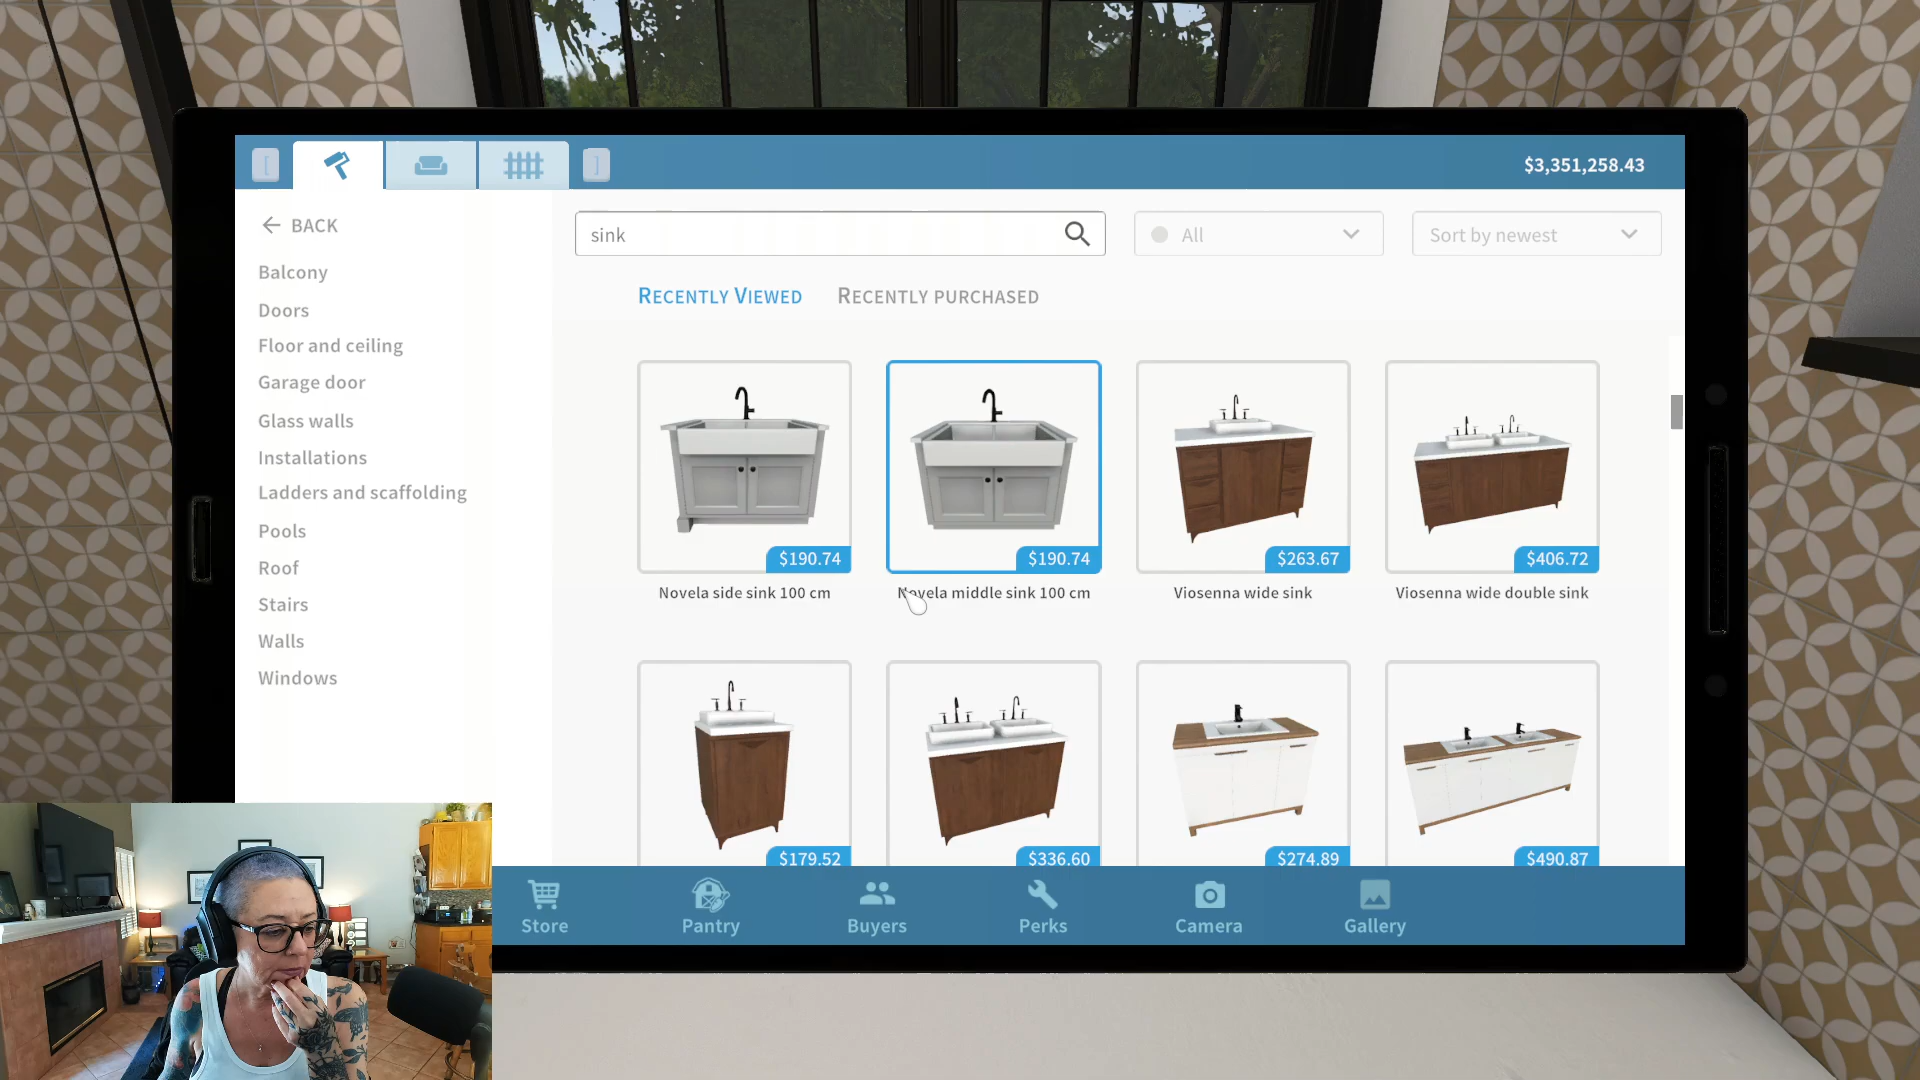 [
]
$3,351,258.43
BACK
Balcony
Doors
Floor and ceiling
Garage door
Glass walls
Installations
Ladders and scaffolding
Pools
Roof
Stairs
Walls
Windows
sink
All
Sort by newest
RECENTLY VIEWED
RECENTLY PURCHASED
$190.74
$190.74
$263.67
$406.72
Novela side sink 100 cm
Novela middle sink 100 cm
Viosenna wide sink
Viosenna wide double sink
$179.52
$336.60
$274.89
$490.87
Store
Pantry
Buyers
Perks
Camera
Gallery